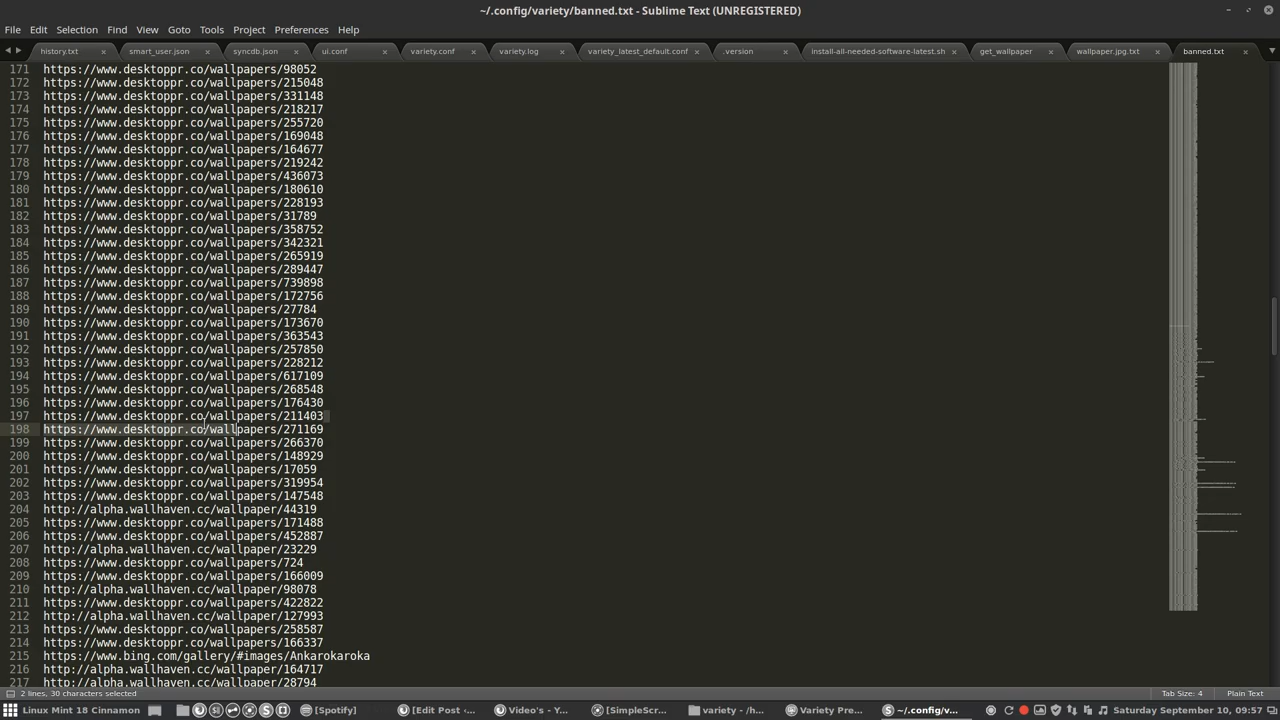 ~/.config/variety/banned.txt - Sublime Text (UNREGISTERED)
File Edit Selection Find View Goto Tools Project Preferences Help
history.txt smart_user.json syncdb.json ui.conf variety.conf variety.log variety_latest_default.conf .version install-all-needed-software-latest.sh get_wallpaper wallpaper.jpg.txt banned.txt
171 https://www.desktoppr.co/wallpapers/98052
172 https://www.desktoppr.co/wallpapers/215048
173 https://www.desktoppr.co/wallpapers/331148
174 https://www.desktoppr.co/wallpapers/218217
175 https://www.desktoppr.co/wallpapers/255720
176 https://www.desktoppr.co/wallpapers/169048
177 https://www.desktoppr.co/wallpapers/164677
178 https://www.desktoppr.co/wallpapers/219242
179 https://www.desktoppr.co/wallpapers/436073
180 https://www.desktoppr.co/wallpapers/180610
181 https://www.desktoppr.co/wallpapers/228193
182 https://www.desktoppr.co/wallpapers/31789
183 https://www.desktoppr.co/wallpapers/358752
184 https://www.desktoppr.co/wallpapers/342321
185 https://www.desktoppr.co/wallpapers/265919
186 https://www.desktoppr.co/wallpapers/289447
187 https://www.desktoppr.co/wallpapers/739898
188 https://www.desktoppr.co/wallpapers/172756
189 https://www.desktoppr.co/wallpapers/27784
190 https://www.desktoppr.co/wallpapers/173670
191 https://www.desktoppr.co/wallpapers/363543
192 https://www.desktoppr.co/wallpapers/257850
193 https://www.desktoppr.co/wallpapers/228212
194 https://www.desktoppr.co/wallpapers/617109
195 https://www.desktoppr.co/wallpapers/268548
196 https://www.desktoppr.co/wallpapers/176430
197 https://www.desktoppr.co/wallpapers/211403
198 https://www.desktoppr.co/wallpapers/271169
199 https://www.desktoppr.co/wallpapers/266370
200 https://www.desktoppr.co/wallpapers/148929
201 https://www.desktoppr.co/wallpapers/17059
202 https://www.desktoppr.co/wallpapers/319954
203 https://www.desktoppr.co/wallpapers/147548
204 http://alpha.wallhaven.cc/wallpaper/44319
205 https://www.desktoppr.co/wallpapers/171488
206 https://www.desktoppr.co/wallpapers/452887
207 http://alpha.wallhaven.cc/wallpaper/23229
208 https://www.desktoppr.co/wallpapers/724
209 https://www.desktoppr.co/wallpapers/166009
210 http://alpha.wallhaven.cc/wallpaper/98078
211 https://www.desktoppr.co/wallpapers/422822
212 http://alpha.wallhaven.cc/wallpaper/127993
213 https://www.desktoppr.co/wallpapers/258587
214 https://www.desktoppr.co/wallpapers/166337
215 https://www.bing.com/gallery/#images/Ankarokaroka
216 http://alpha.wallhaven.cc/wallpaper/164717
217 http://alpha.wallhaven.cc/wallpaper/28794
2 lines, 30 characters selected Tab Size: 4 Plain Text
Linux Mint 18 Cinnamon [Spotify] [Edit Post -... Video's - Y... [SimpleScr... variety - /h... Variety Pre... ~/.config/v... Saturday September 10, 09:57